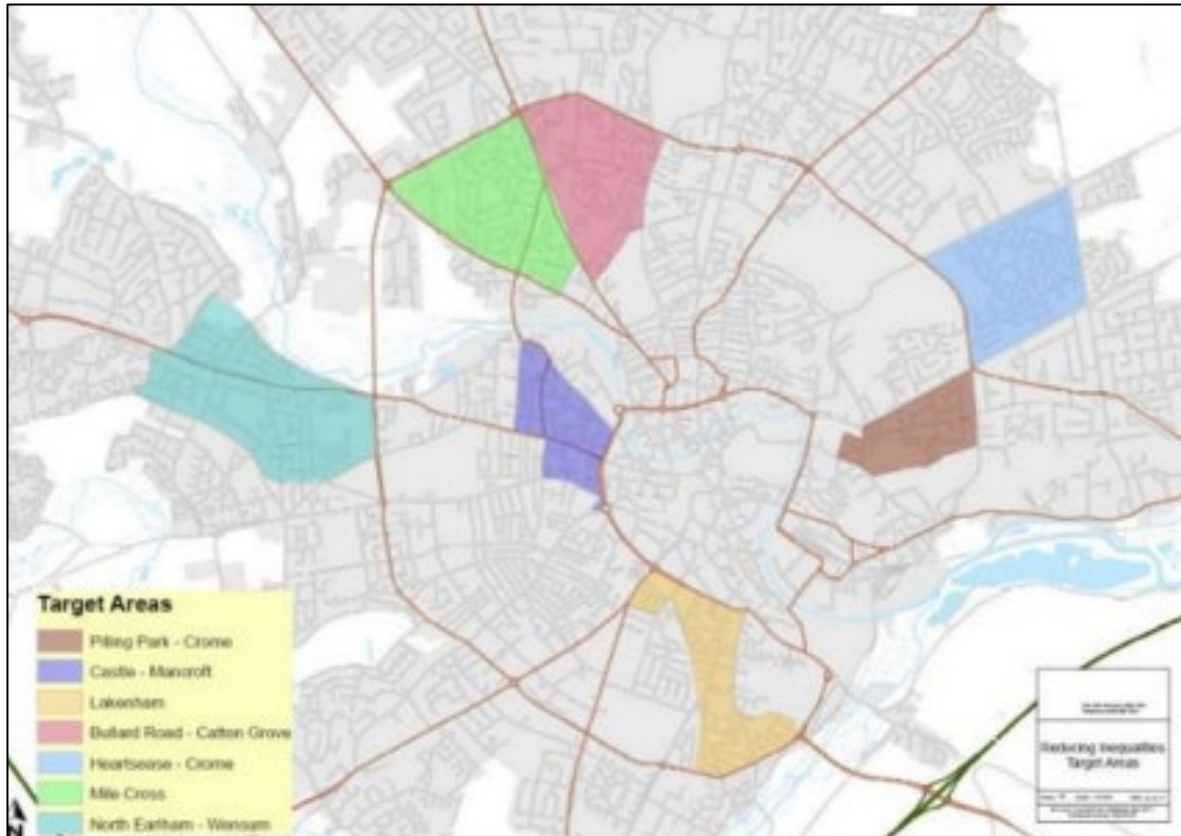 Target Areas
Pilling Park - Crome
Castle - Mancroft
Lakenham
Bullard Road - Catton Grove
Heartsease - Crome
Mile Cross
North Earlham - Wensum
Reducing Inequalities
Target Areas
N